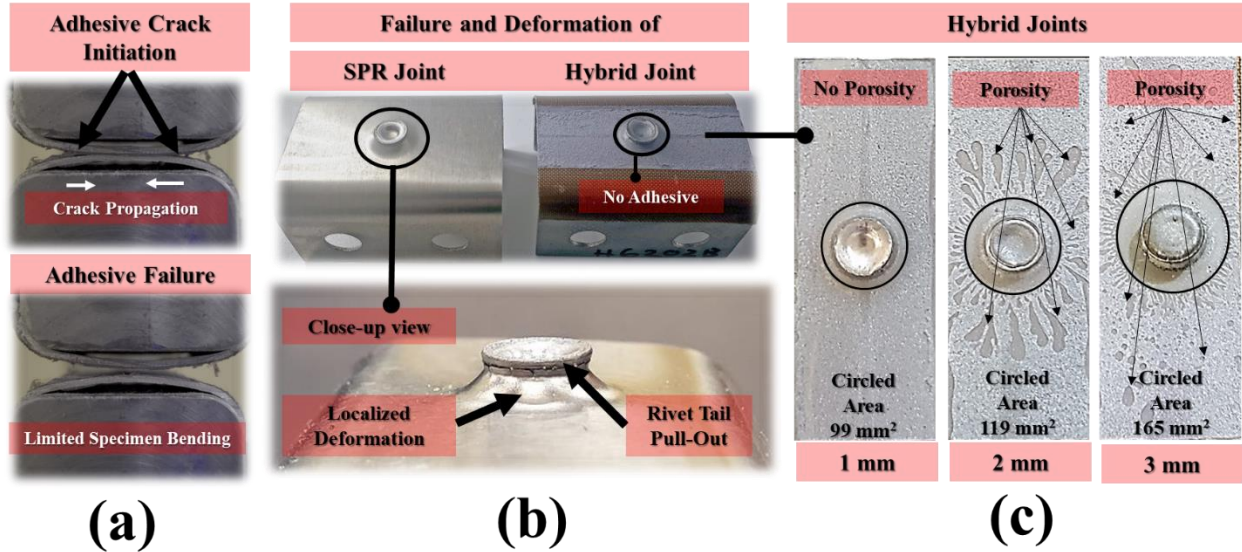 Adhesive Crack
Initiation
Crack Propagation
Adhesive Failure
Limited Specimen Bending
(a)
Failure and Deformation of
SPR Joint
Hybrid Joint
No Adhesive
H6202B
Close-up view
Localized
Deformation
Rivet Tail
Pull-Out
(b)
Hybrid Joints
No Porosity
Porosity
Porosity
Circled
Area
99 mm²
Circled
Area
119 mm²
Circled
Area
165 mm²
1 mm
2 mm
3 mm
(c)